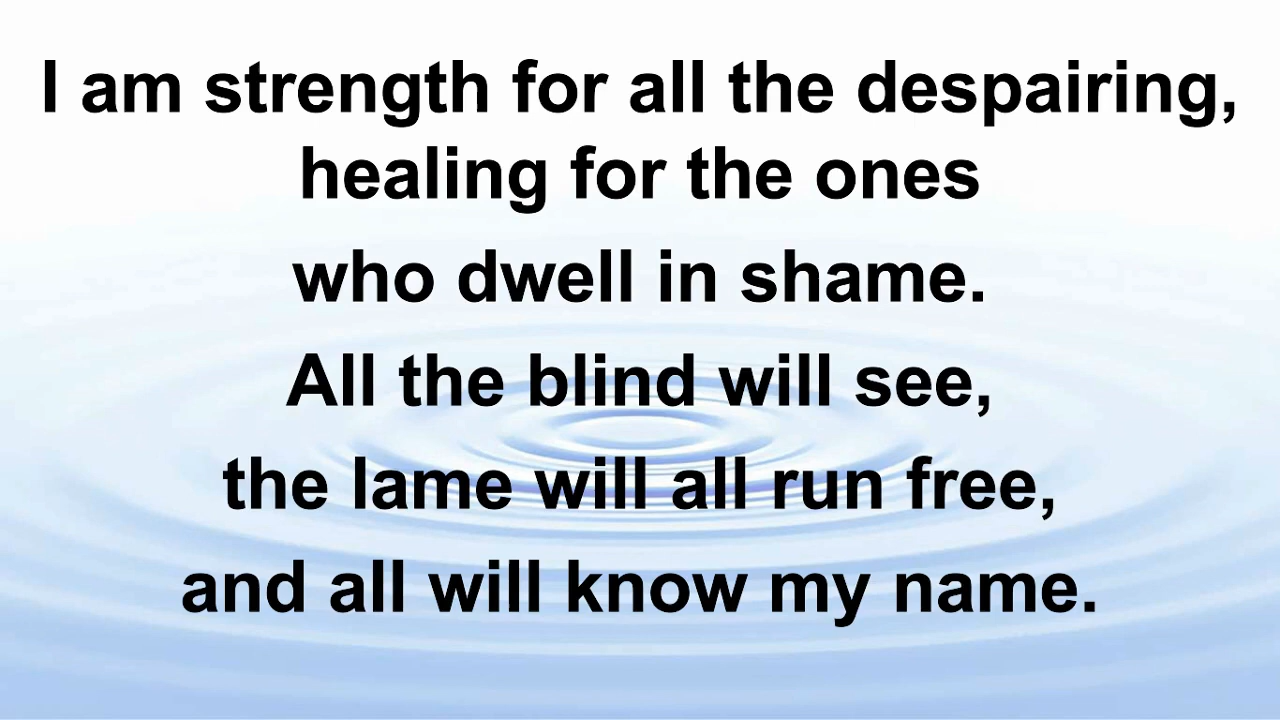 I am strength for all the despairing,
healing for the ones
who dwell in shame.
All the blind will see,
the lame will all run free,
and all will know my name.